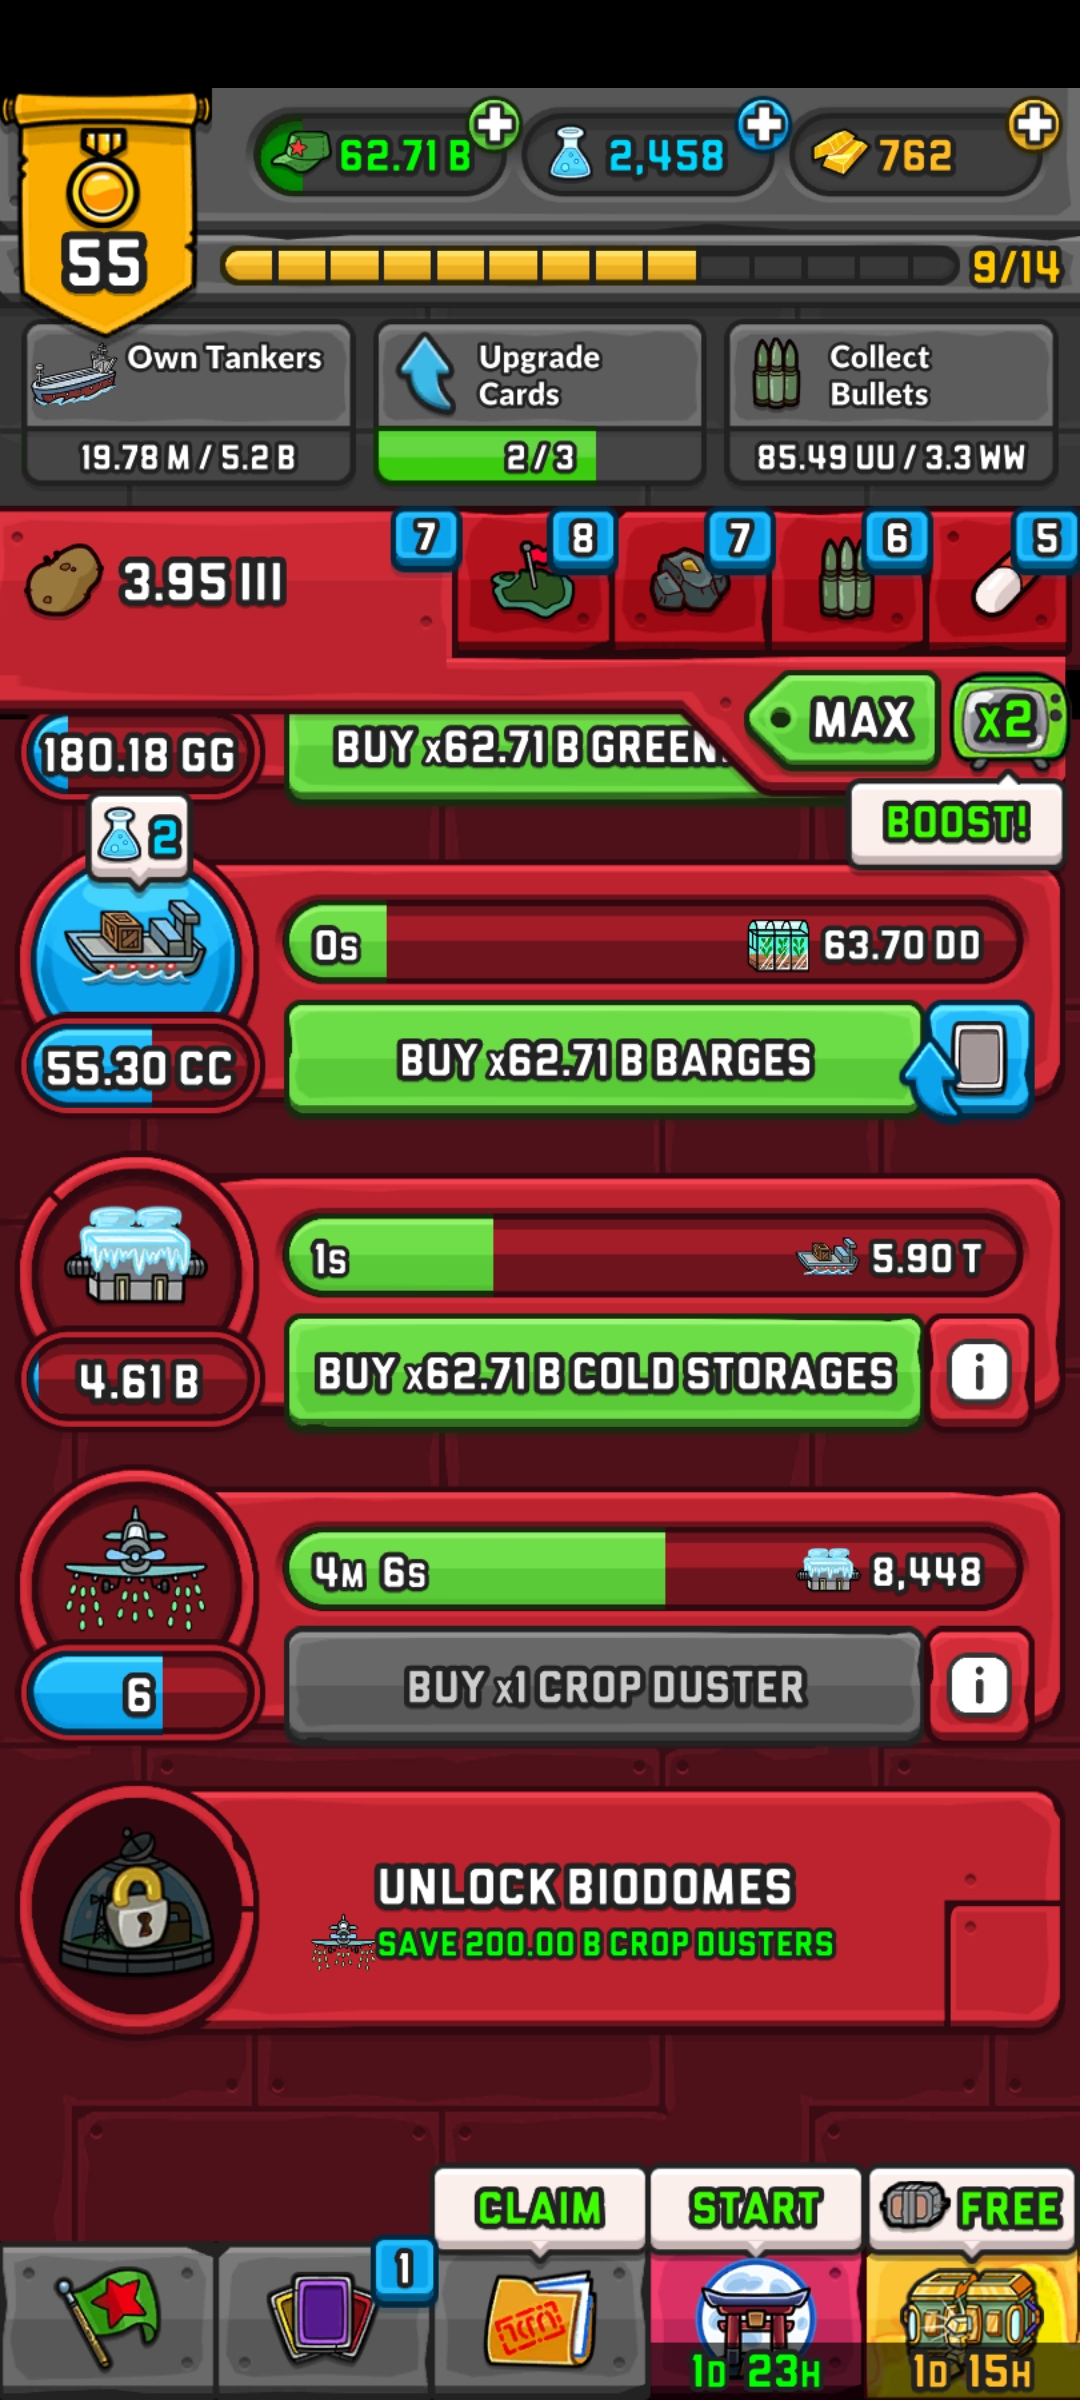 62.71 B
2,458
762
55
9/14
Own Tankers
19.78 M / 5.2 B
Upgrade
Cards
2/3
Collect
Bullets
85.49 UU / 3.3 WW
3.95 III
7
8
7
6
5
MAX
x2
BOOST!
180.18 GG
BUY x62.71 B GREEN
2
0s
63.70 DD
55.30 CC
BUY x62.71 B BARGES
1s
5.90 T
4.61 B
BUY x62.71 B COLD STORAGES
i
4M 6s
8,448
6
BUY x1 CROP DUSTER
i
UNLOCK BIODOMES
SAVE 200.00 B CROP DUSTERS
CLAIM
START
FREE
1
1D 23H
1D 15H